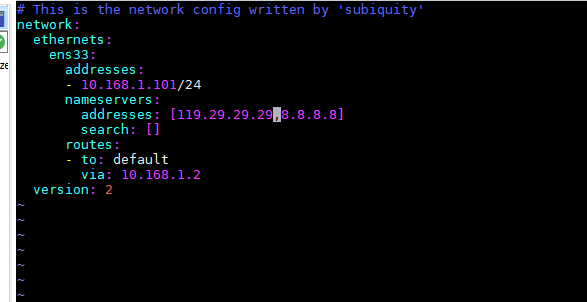 # This is the network config written by 'subiquity'
network:
  ethernets:
    ens33:
      addresses:
      - 10.168.1.101/24
      nameservers:
        addresses: [119.29.29.29,8.8.8.8]
        search: []
      routes:
      - to: default
        via: 10.168.1.2
  version: 2
~
~
~
~
~
~
~